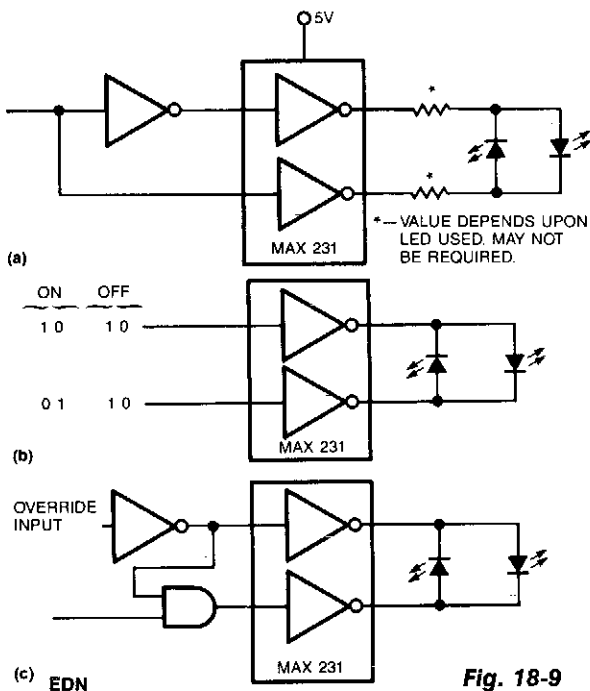 5V
*
*
*— VALUE DEPENDS UPON
LED USED. MAY NOT
BE REQUIRED.
MAX 231
(a)
ON OFF
1 0 1 0
0 1 1 0
MAX 231
(b)
OVERRIDE
INPUT
MAX 231
(c) EDN
Fig. 18-9